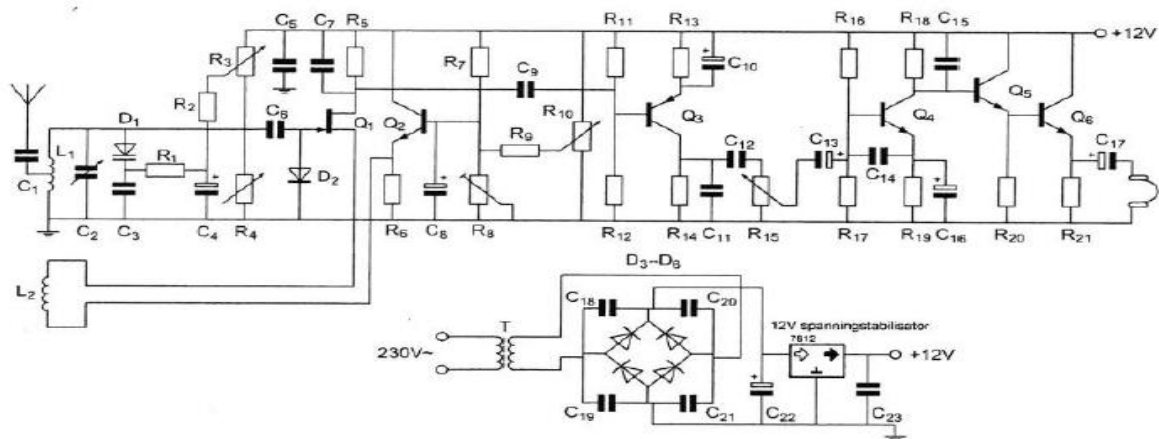 C7 R5 R11 R13 R16 R18 C15
C5 +12V
R3 R7 C9 C10
R2 R10 Q5
D1 C6 Q1 Q2 Q3 Q4 Q6
L1 R1 R9 C12 C13 C17
C1 D2 C14
C2 C3 C4 R4 R6 C8 R8 R12 R14 C11 R15 R17 R19 C16 R20 R21
L2 D3-D6
C18 C20
T 12V spanningstabilisator
230V~ 7812
+12V
C19 C21 C22 C23